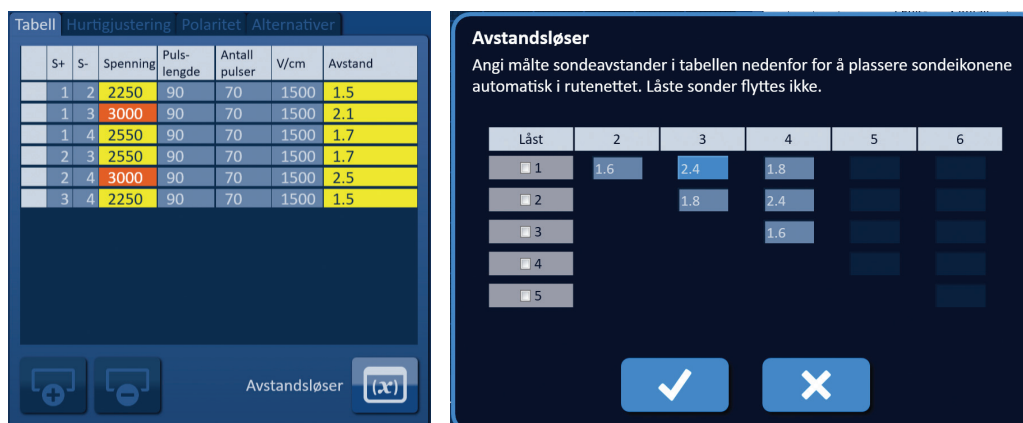 Tabell Hurtigjustering Polaritet Alternativer
S+ S- Spenning Puls-lengde Antall pulser V/cm Avstand
1 2 2250 90 70 1500 1.5
1 3 3000 90 70 1500 2.1
1 4 2550 90 70 1500 1.7
2 3 2550 90 70 1500 1.7
2 4 3000 90 70 1500 2.5
3 4 2250 90 70 1500 1.5
Avstandsløser (x)
Avstandsløser
Angi målte sondeavstander i tabellen nedenfor for å plassere sondeikonene
automatisk i rutenettet. Låste sonder flyttes ikke.
Låst 2 3 4 5 6
1 1.6 2.4 1.8
2 1.8 2.4
3 1.6
4
5